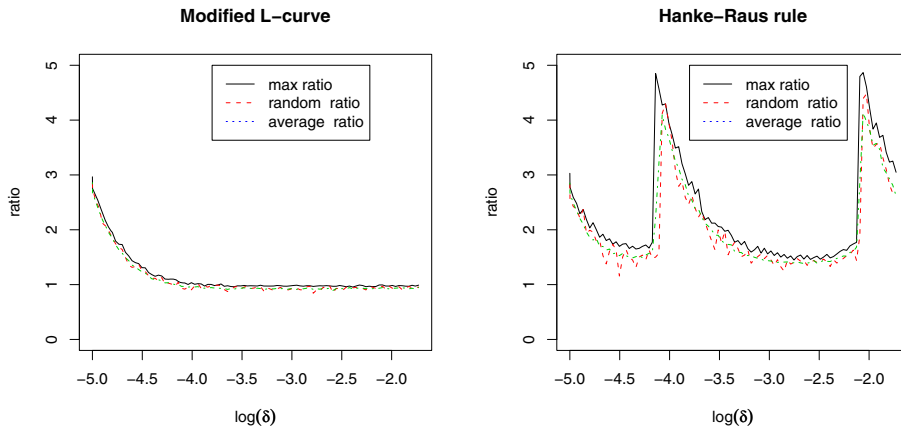 Modified L-curve
5
4
3
2
1
0
ratio
max ratio
random ratio
average ratio
−5.0 −4.5 −4.0 −3.5 −3.0 −2.5 −2.0
log(δ)
Hanke−Raus rule
5
4
3
2
1
0
ratio
max ratio
random ratio
average ratio
−5.0 −4.5 −4.0 −3.5 −3.0 −2.5 −2.0
log(δ)